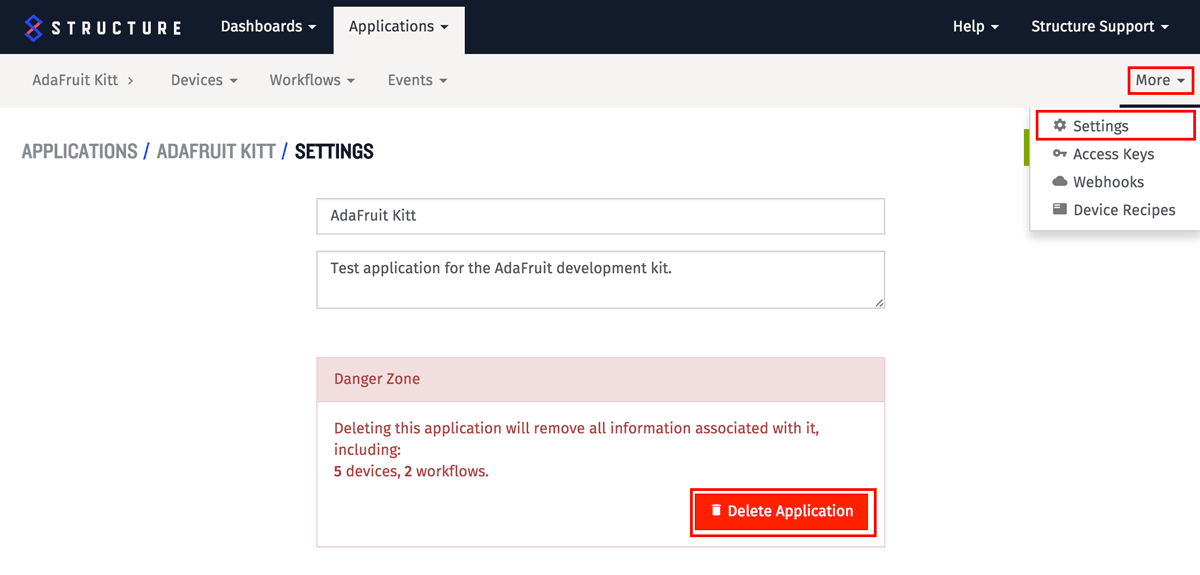 STRUCTURE Dashboards Applications Help Structure Support
AdaFruit Kitt > Devices Workflows Events More
Settings
Access Keys
Webhooks
Device Recipes
APPLICATIONS / ADAFRUIT KITT / SETTINGS
AdaFruit Kitt
Test application for the AdaFruit development kit.
Danger Zone
Deleting this application will remove all information associated with it,
including:
5 devices, 2 workflows.
Delete Application